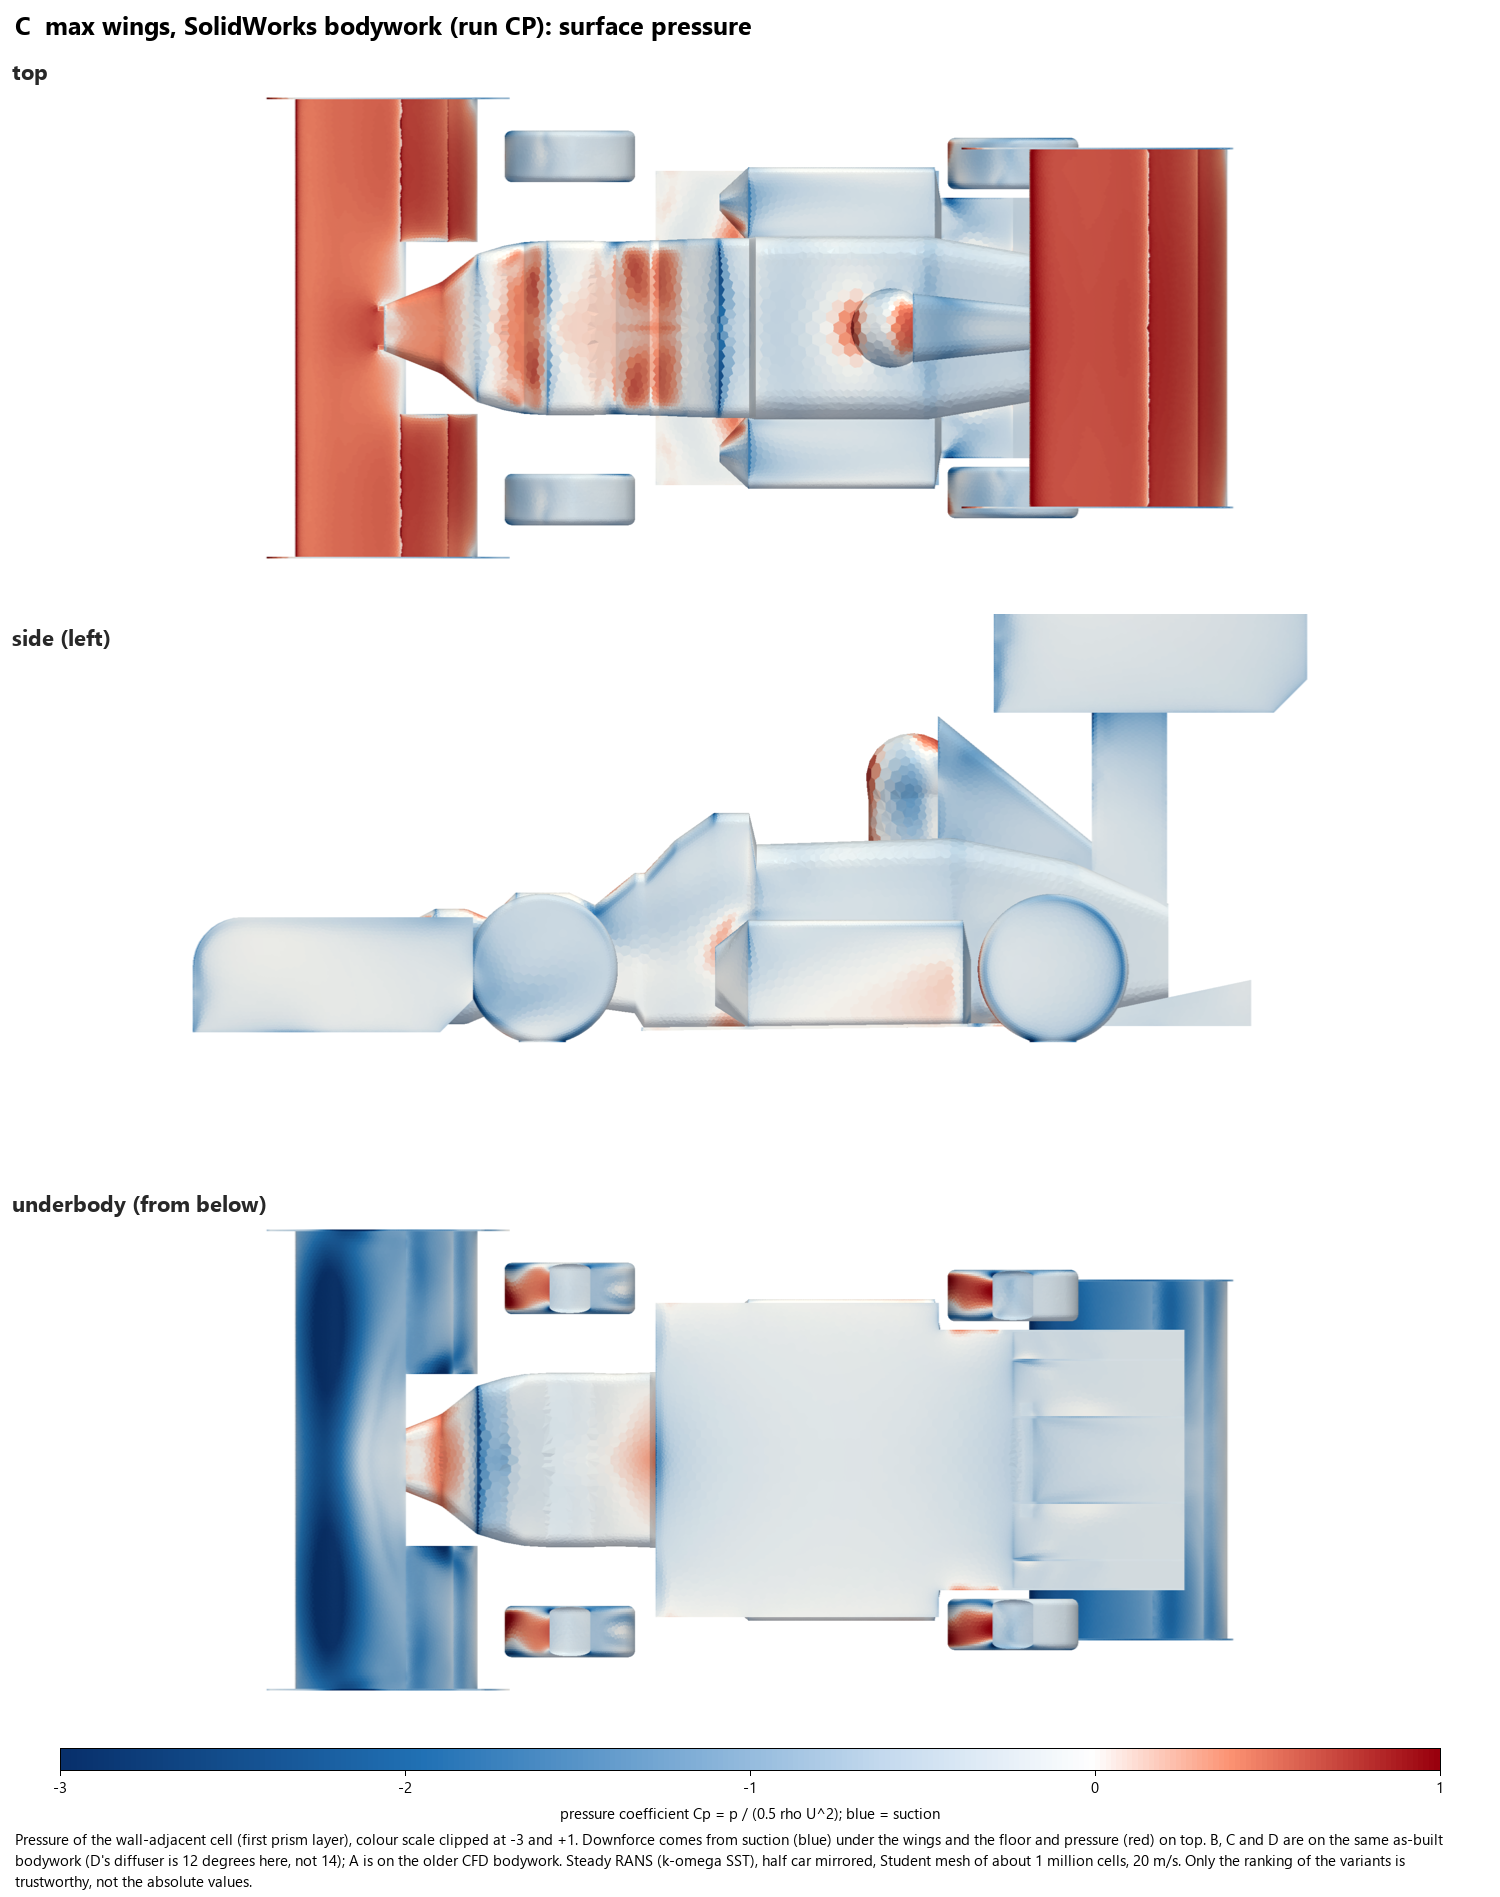 C  max wings, SolidWorks bodywork (run CP): surface pressure
top
side (left)
underbody (from below)
-3
-2
-1
0
1
pressure coefficient Cp = p / (0.5 rho U^2); blue = suction
Pressure of the wall-adjacent cell (first prism layer), colour scale clipped at -3 and +1. Downforce comes from suction (blue) under the wings and the floor and pressure (red) on top. B, C and D are on the same as-built
bodywork (D's diffuser is 12 degrees here, not 14); A is on the older CFD bodywork. Steady RANS (k-omega SST), half car mirrored, Student mesh of about 1 million cells, 20 m/s. Only the ranking of the variants is
trustworthy, not the absolute values.